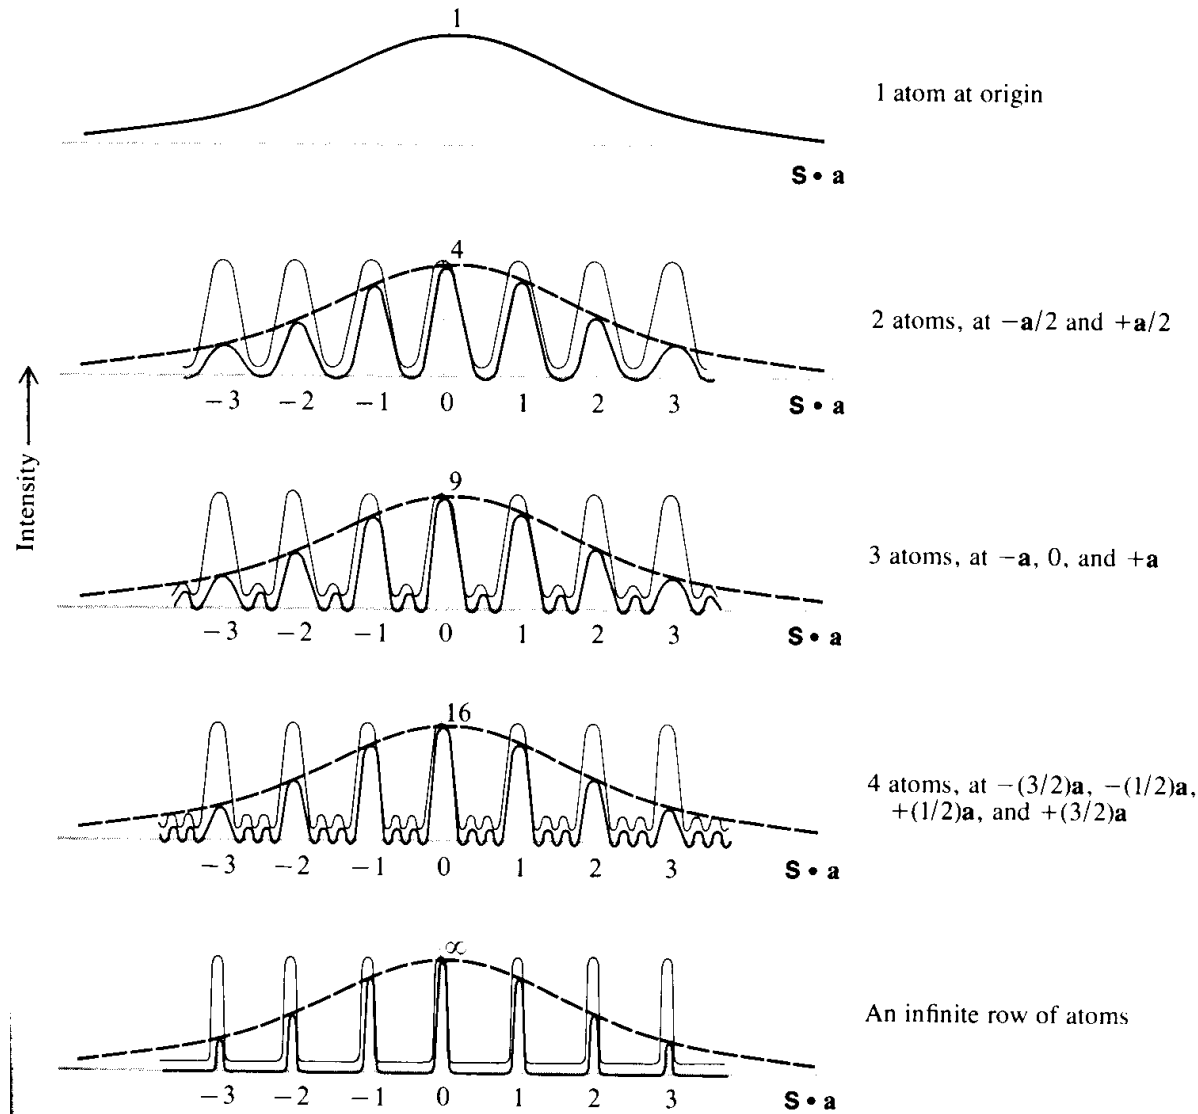 1
1 atom at origin
S • a
4
2 atoms, at −a/2 and +a/2
−3 −2 −1 0 1 2 3 S • a
Intensity
9
3 atoms, at −a, 0, and +a
−3 −2 −1 0 1 2 3 S • a
16
4 atoms, at −(3/2)a, −(1/2)a,
+(1/2)a, and +(3/2)a
−3 −2 −1 0 1 2 3 S • a
∞
An infinite row of atoms
−3 −2 −1 0 1 2 3 S • a